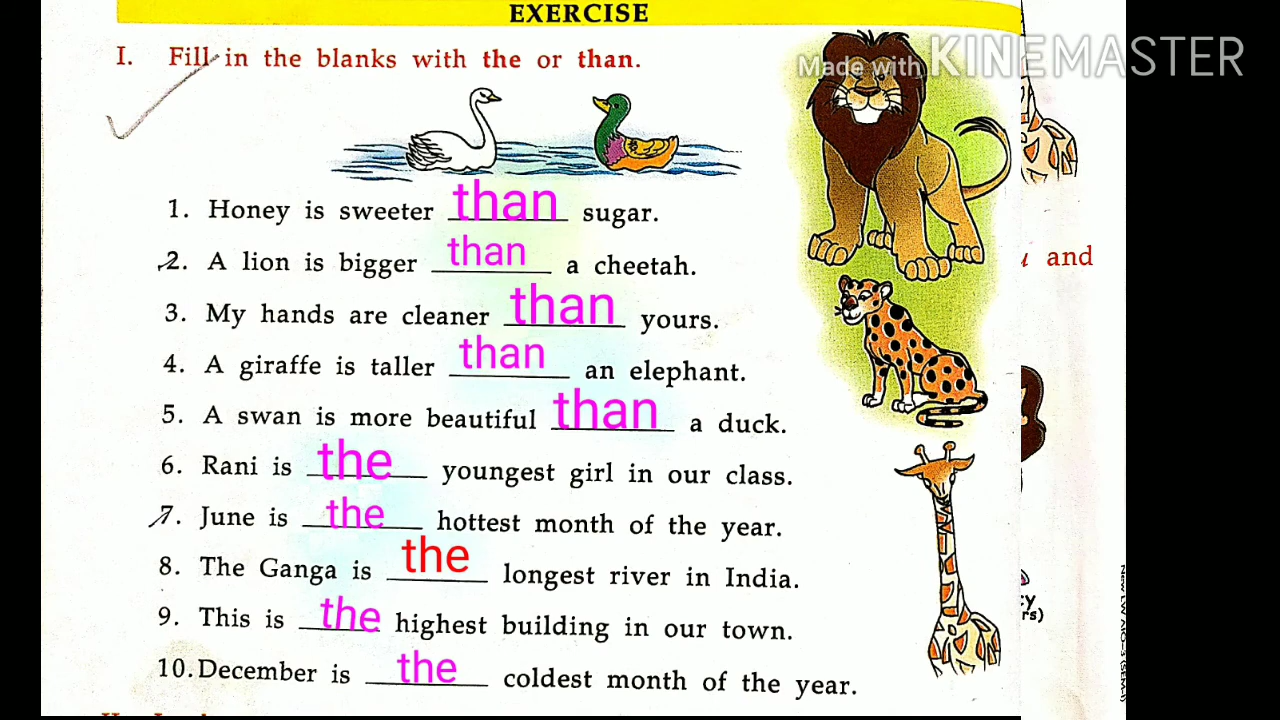 EXERCISE
Made with KINEMASTER
I. Fill in the blanks with the or than.
1. Honey is sweeter than sugar.
2. A lion is bigger than a cheetah.
3. My hands are cleaner than yours.
4. A giraffe is taller than an elephant.
5. A swan is more beautiful than a duck.
6. Rani is the youngest girl in our class.
7. June is the hottest month of the year.
8. The Ganga is the longest river in India.
9. This is the highest building in our town.
10. December is the coldest month of the year.
and
rs)